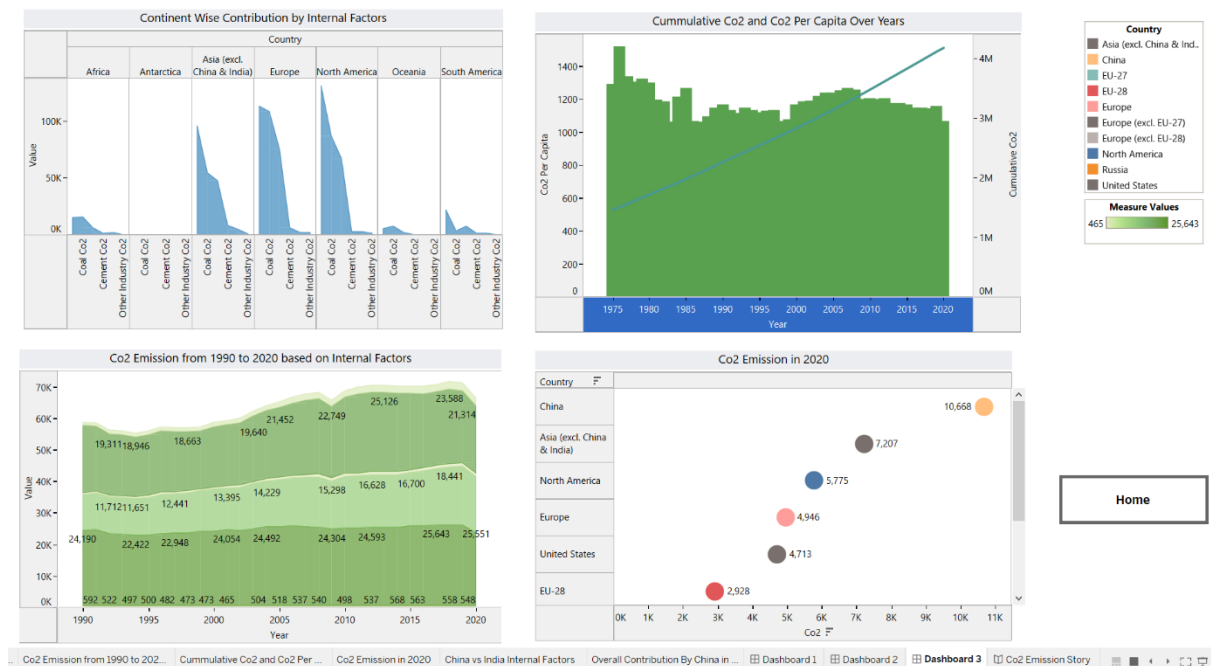 Continent Wise Contribution by Internal Factors
Country
Africa
Antarctica
Asia (excl. China & India)
Europe
North America
Oceania
South America
Value
100K
50K
0K
Coal Co2
Cement Co2
Other Industry Co2
Coal Co2
Cement Co2
Other Industry Co2
Coal Co2
Cement Co2
Other Industry Co2
Coal Co2
Cement Co2
Other Industry Co2
Coal Co2
Cement Co2
Other Industry Co2
Coal Co2
Cement Co2
Other Industry Co2
Coal Co2
Cement Co2
Other Industry Co2
Cummulative Co2 and Co2 Per Capita Over Years
Co2 Per Capita
1400
1200
1000
800
600
400
200
0
4M
3M
2M
1M
0M
Cumulative Co2
1975 1980 1985 1990 1995 2000 2005 2010 2015 2020
Year
Country
Asia (excl. China & Ind..
China
EU-27
EU-28
Europe
Europe (excl. EU-27)
Europe (excl. EU-28)
North America
Russia
United States
Measure Values
465 25,643
Co2 Emission from 1990 to 2020 based on Internal Factors
Value
70K
60K
50K
40K
30K
20K
10K
0K
19,311 18,946 18,663 19,640 21,452 22,749 25,126 23,588 21,314
11,712 11,651 12,441 13,395 14,229 15,298 16,628 16,700 18,441
24,190 22,422 22,948 24,054 24,492 24,304 24,593 25,643 25,551
592 522 497 500 482 473 473 465 504 518 537 540 498 537 568 563 558 548
1990 1995 2000 2005 2010 2015 2020
Year
Co2 Emission in 2020
Country
China
10,668
Asia (excl. China
& India)
7,207
North America
5,775
Europe
4,946
United States
4,713
EU-28
2,928
0K 1K 2K 3K 4K 5K 6K 7K 8K 9K 10K 11K
Co2
Home
.. Co2 Emission from 1990 to 202... Cummulative Co2 and Co2 Per ... Co2 Emission in 2020 China vs India Internal Factors Overall Contribution By China in ... Dashboard 1 Dashboard 2 Dashboard 3 Co2 Emission Story